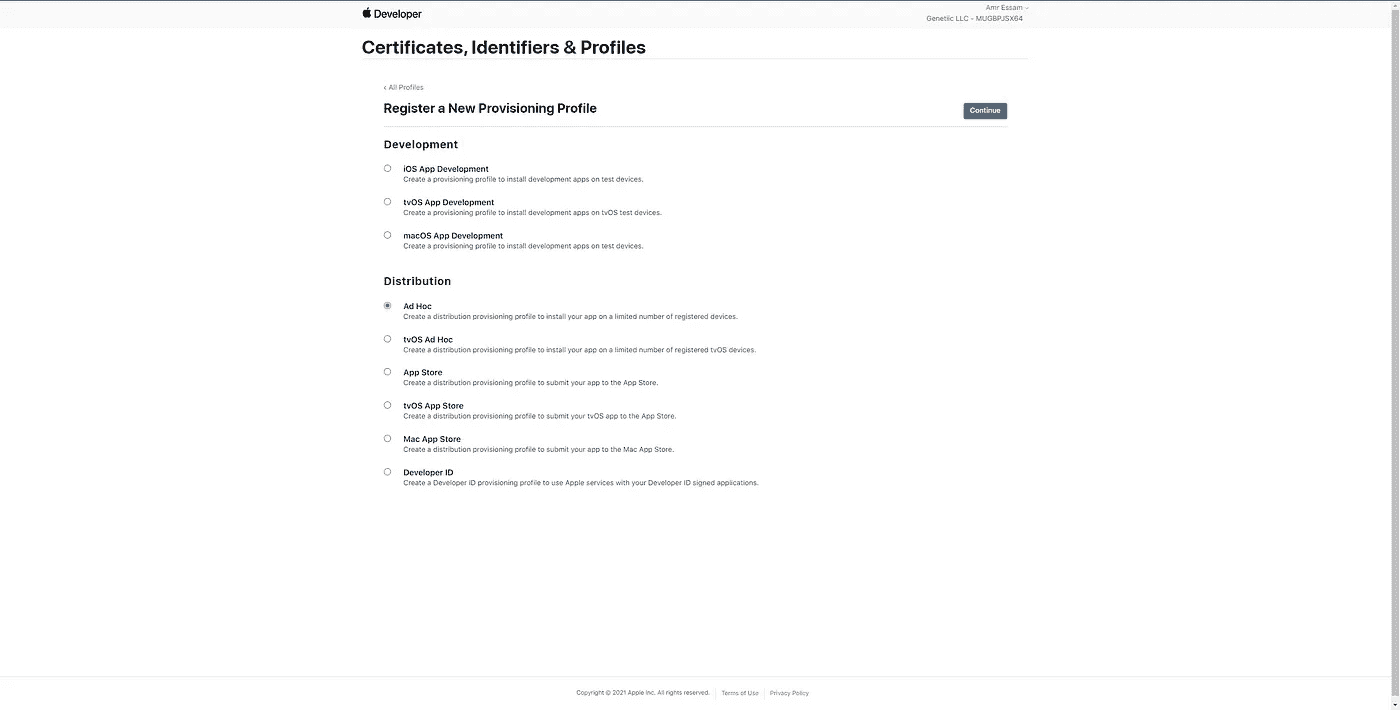 Developer
Amr Essam
Genetiic LLC - MUGBPJSX64
Certificates, Identifiers & Profiles
‹ All Profiles
Register a New Provisioning Profile
Continue
Development
iOS App Development
Create a provisioning profile to install development apps on test devices.
tvOS App Development
Create a provisioning profile to install development apps on tvOS test devices.
macOS App Development
Create a provisioning profile to install development apps on test devices.
Distribution
Ad Hoc
Create a distribution provisioning profile to install your app on a limited number of registered devices.
tvOS Ad Hoc
Create a distribution provisioning profile to install your app on a limited number of registered tvOS devices.
App Store
Create a distribution provisioning profile to submit your app to the App Store.
tvOS App Store
Create a distribution provisioning profile to submit your tvOS app to the App Store.
Mac App Store
Create a distribution provisioning profile to submit your app to the Mac App Store.
Developer ID
Create a Developer ID provisioning profile to use Apple services with your Developer ID signed applications.
Copyright © 2021 Apple Inc. All rights reserved. Terms of Use Privacy Policy